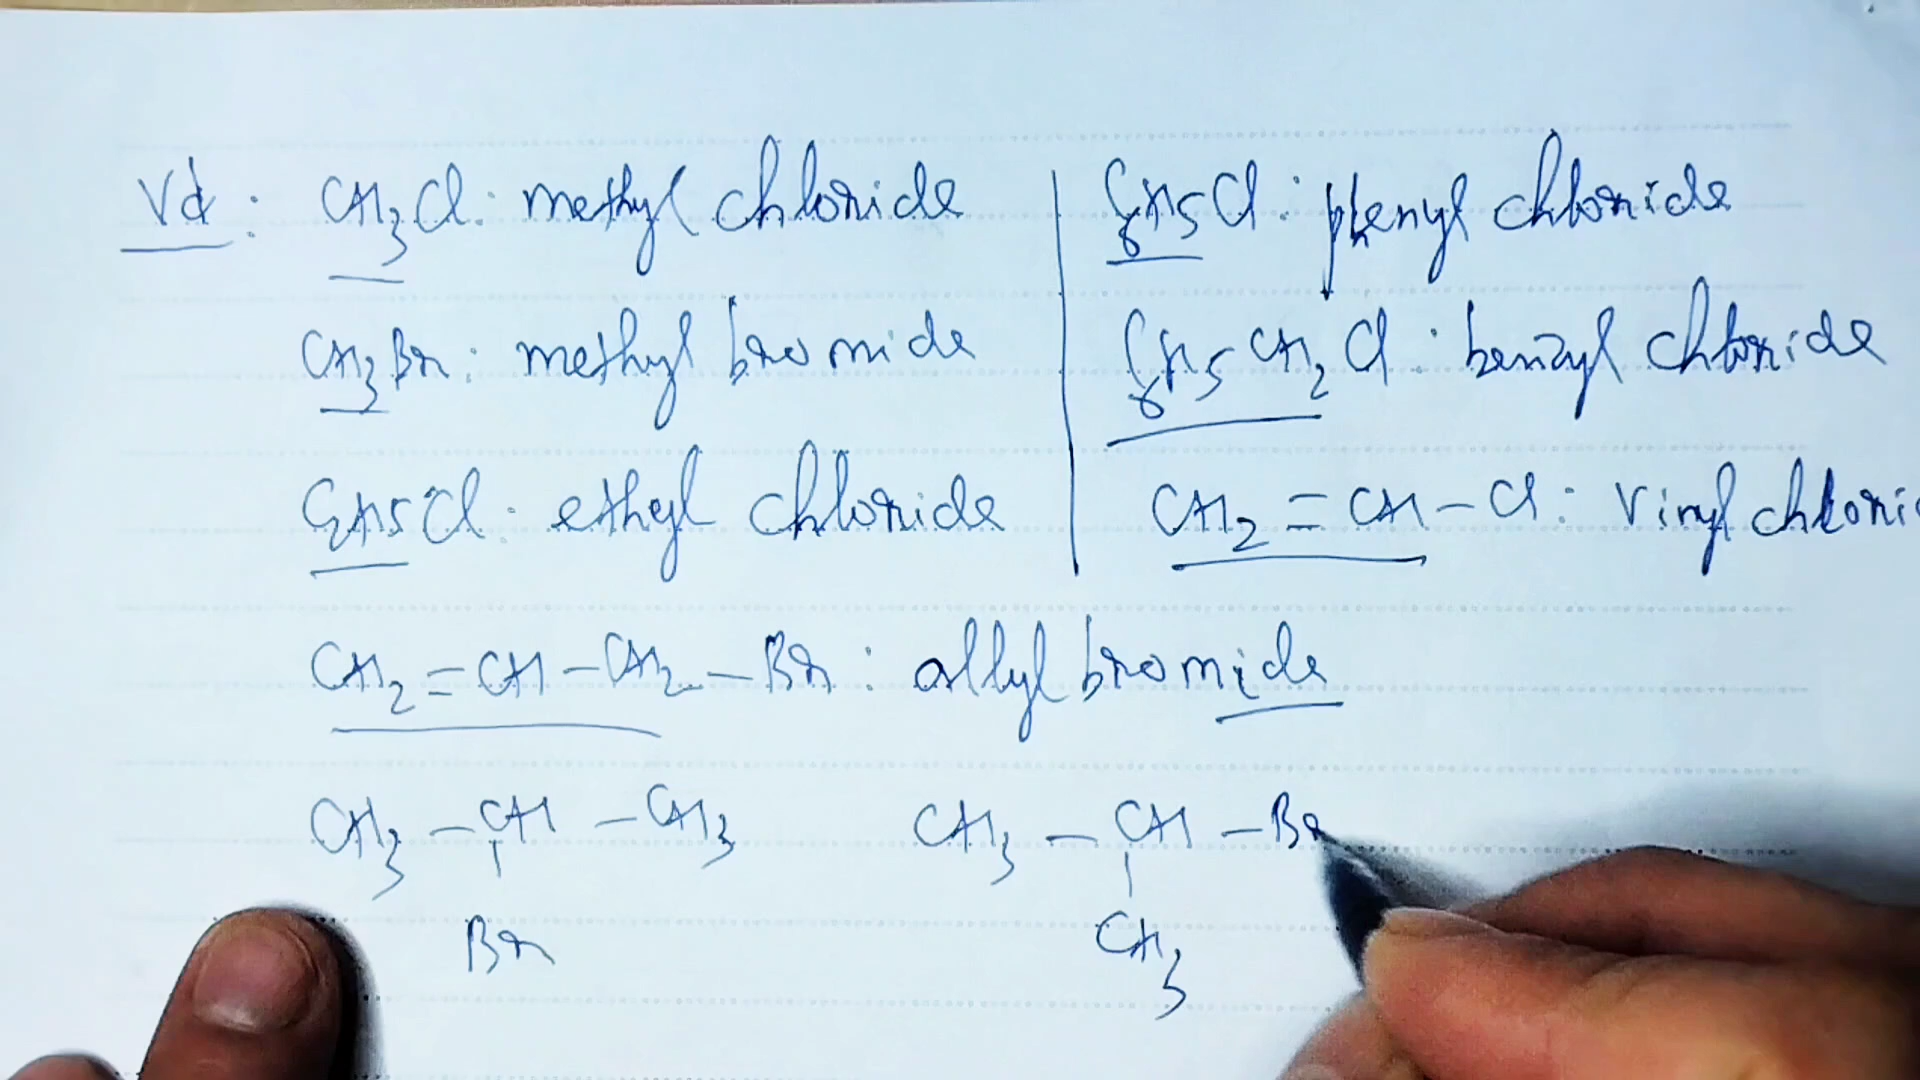 Vd: CH3Cl: methyl chloride
CH3Br: methyl bromide
C2H5Cl: ethyl chloride
C6H5Cl: phenyl chloride
C6H5CH2Cl: benzyl chloride
CH2=CH-Cl: vinyl chlori
CH2=CH-CH2-Br: allyl bromide
CH3-CH-CH3
Br
CH3-CH-Br
CH3